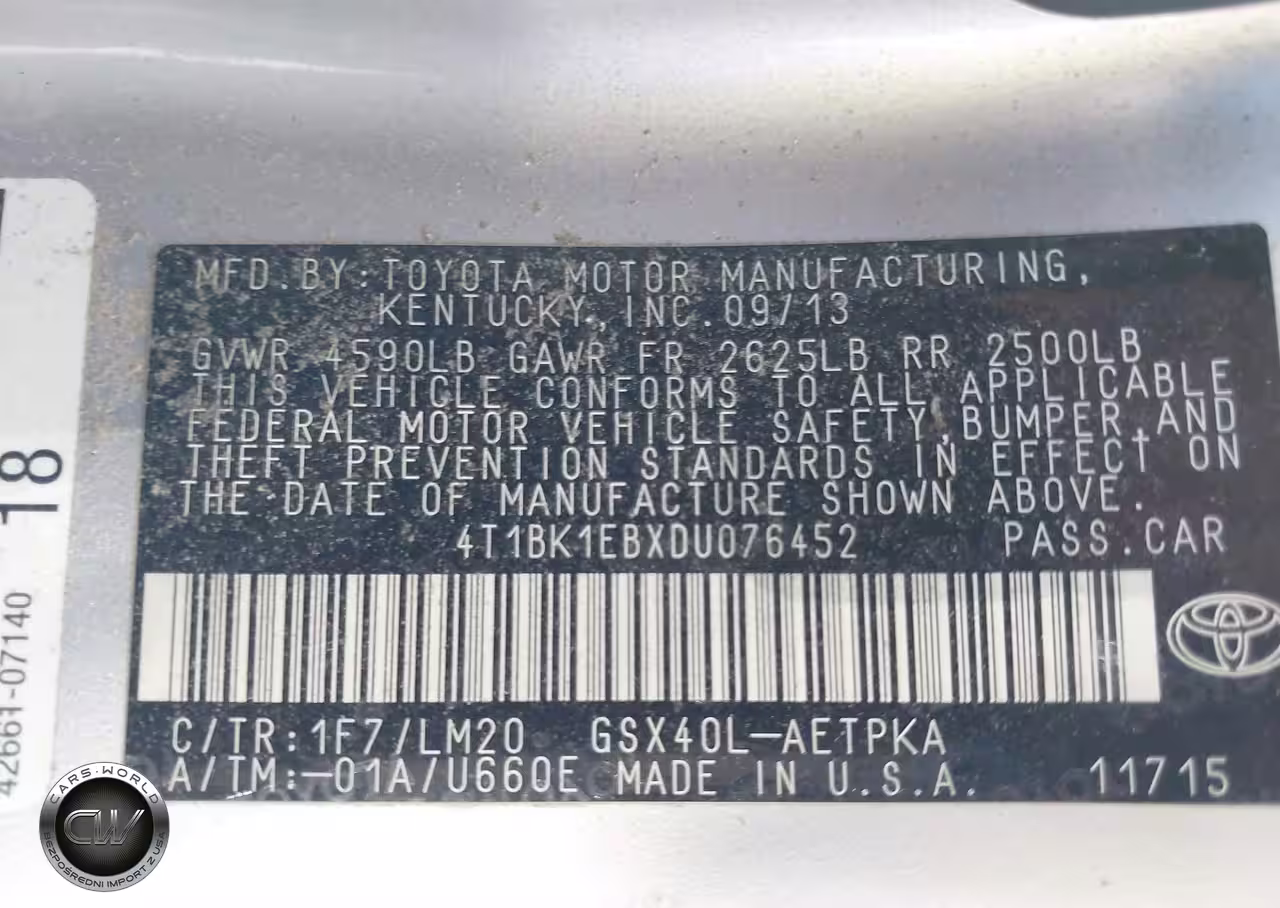 MFD.BY:TOYOTA MOTOR MANUFACTURING,
KENTUCKY,INC.09/13
GVWR 4590LB GAWR FR 2625LB RR 2500LB
THIS VEHICLE CONFORMS TO ALL APPLICABLE
FEDERAL MOTOR VEHICLE SAFETY,BUMPER,AND
THEFT PREVENTION STANDARDS IN EFFECT ON
THE DATE OF MANUFACTURE SHOWN ABOVE.
4T1BK1EBXDU076452 PASS.CAR
C/TR:1F7/LM20 GSX40L-AETPKA
A/TM:-01A/U660E MADE IN U.S.A. 11715
18
42661-07140
CARS·WORLD
CW
BEZPOŚREDNI IMPORT Z USA